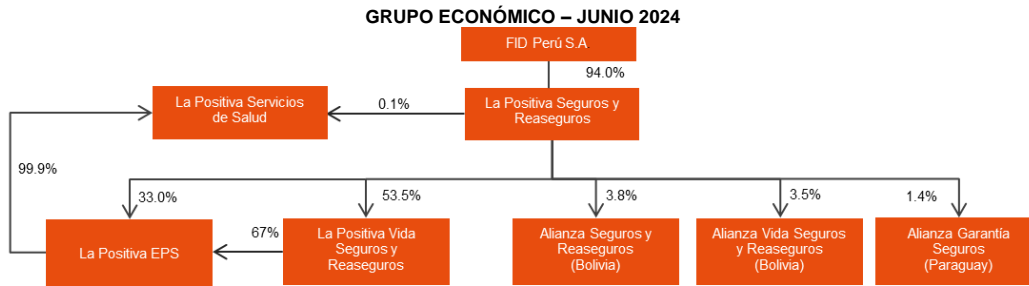 GRUPO ECONÓMICO – JUNIO 2024
FID Perú S.A.
94.0%
La Positiva Servicios
de Salud
0.1%
La Positiva Seguros y
Reaseguros
99.9%
33.0%
53.5%
3.8%
3.5%
1.4%
La Positiva EPS
67%
La Positiva Vida
Seguros y
Reaseguros
Alianza Seguros y
Reaseguros
(Bolivia)
Alianza Vida Seguros
y Reaseguros
(Bolivia)
Alianza Garantía
Seguros
(Paraguay)